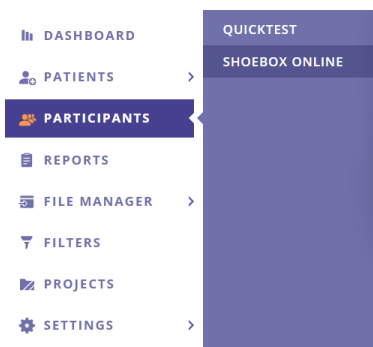 DASHBOARD
PATIENTS
PARTICIPANTS
REPORTS
FILE MANAGER
FILTERS
PROJECTS
SETTINGS
QUICKTEST
SHOEBOX ONLINE